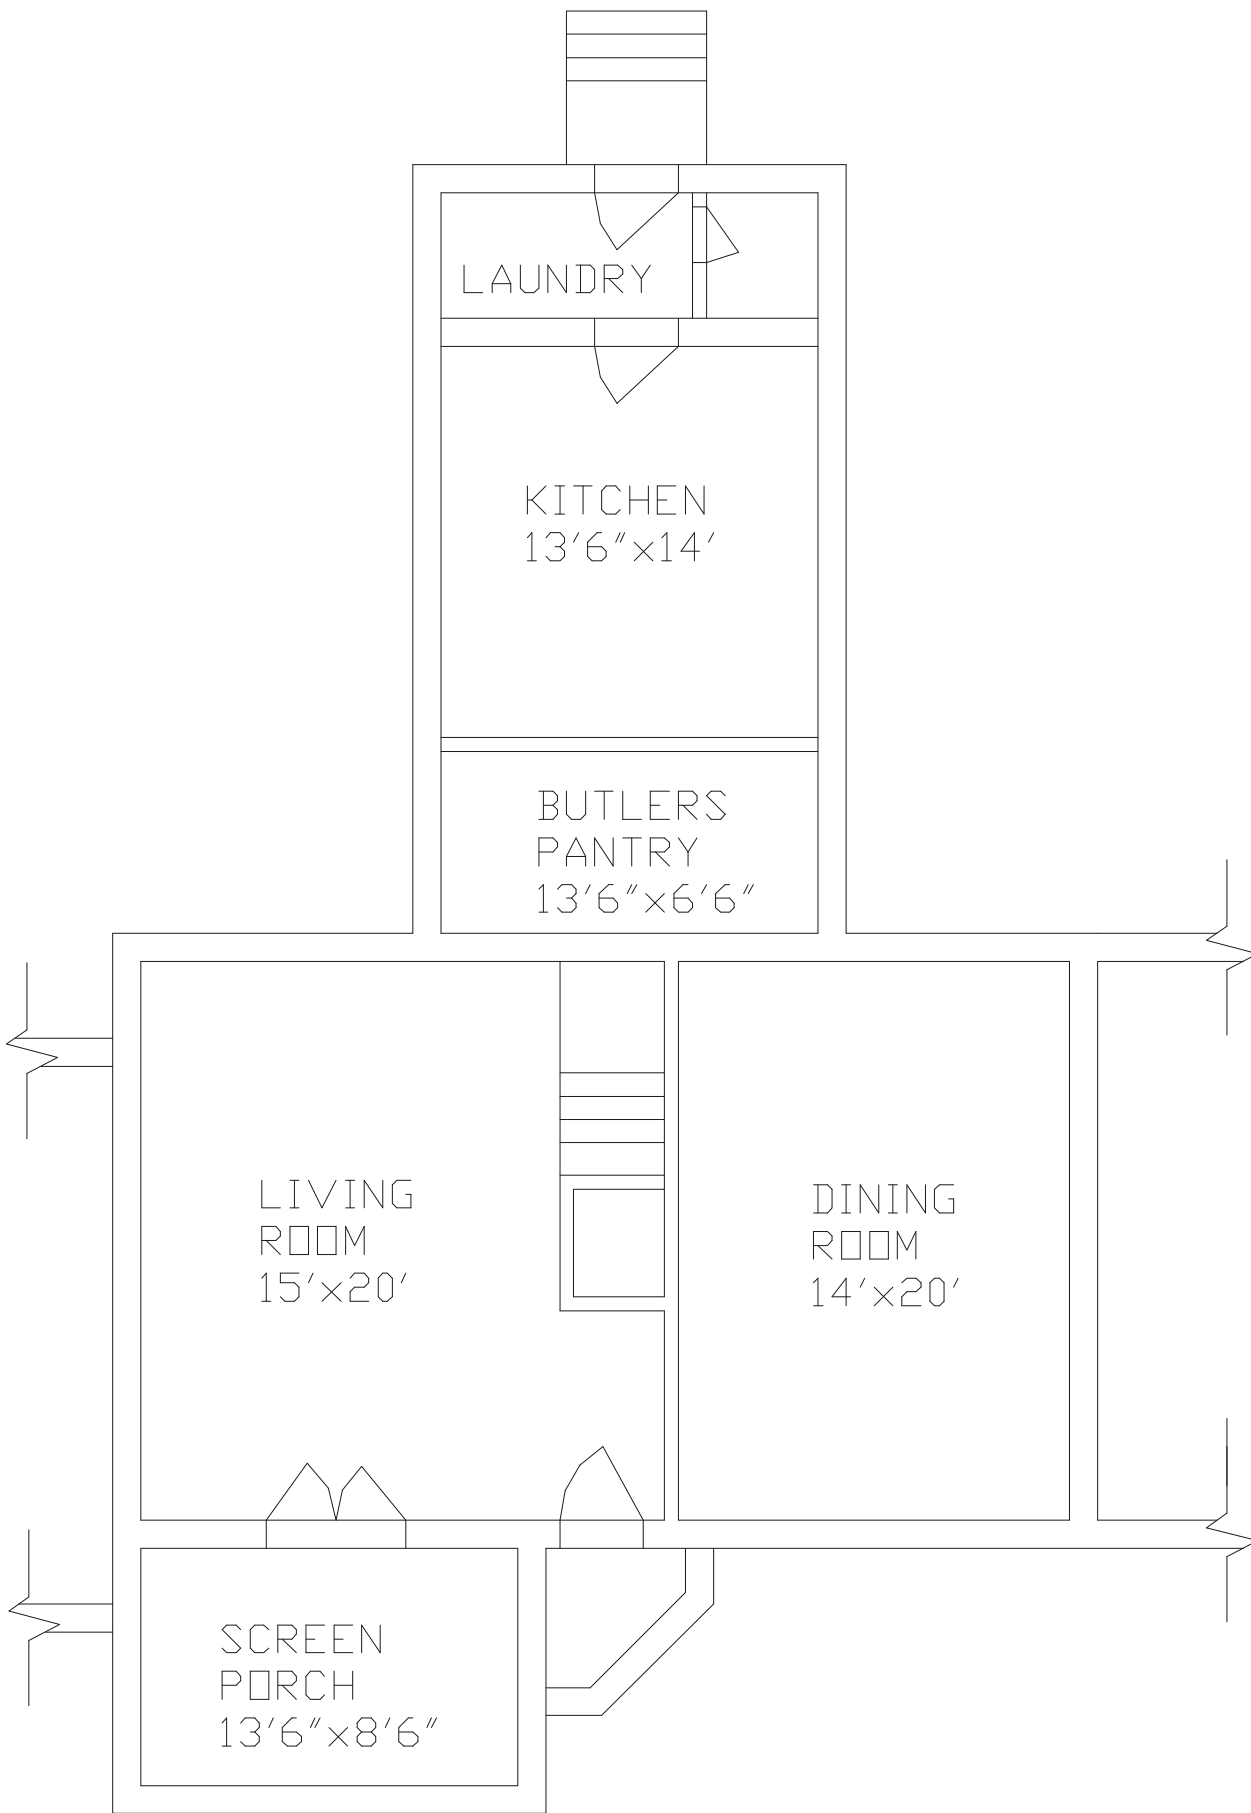 LAUNDRY
KITCHEN
13'6"x14'
BUTLERS
PANTRY
13'6"x6'6"
LIVING
ROOM
15'x20'
DINING
ROOM
14'x20'
SCREEN
PORCH
13'6"x8'6"